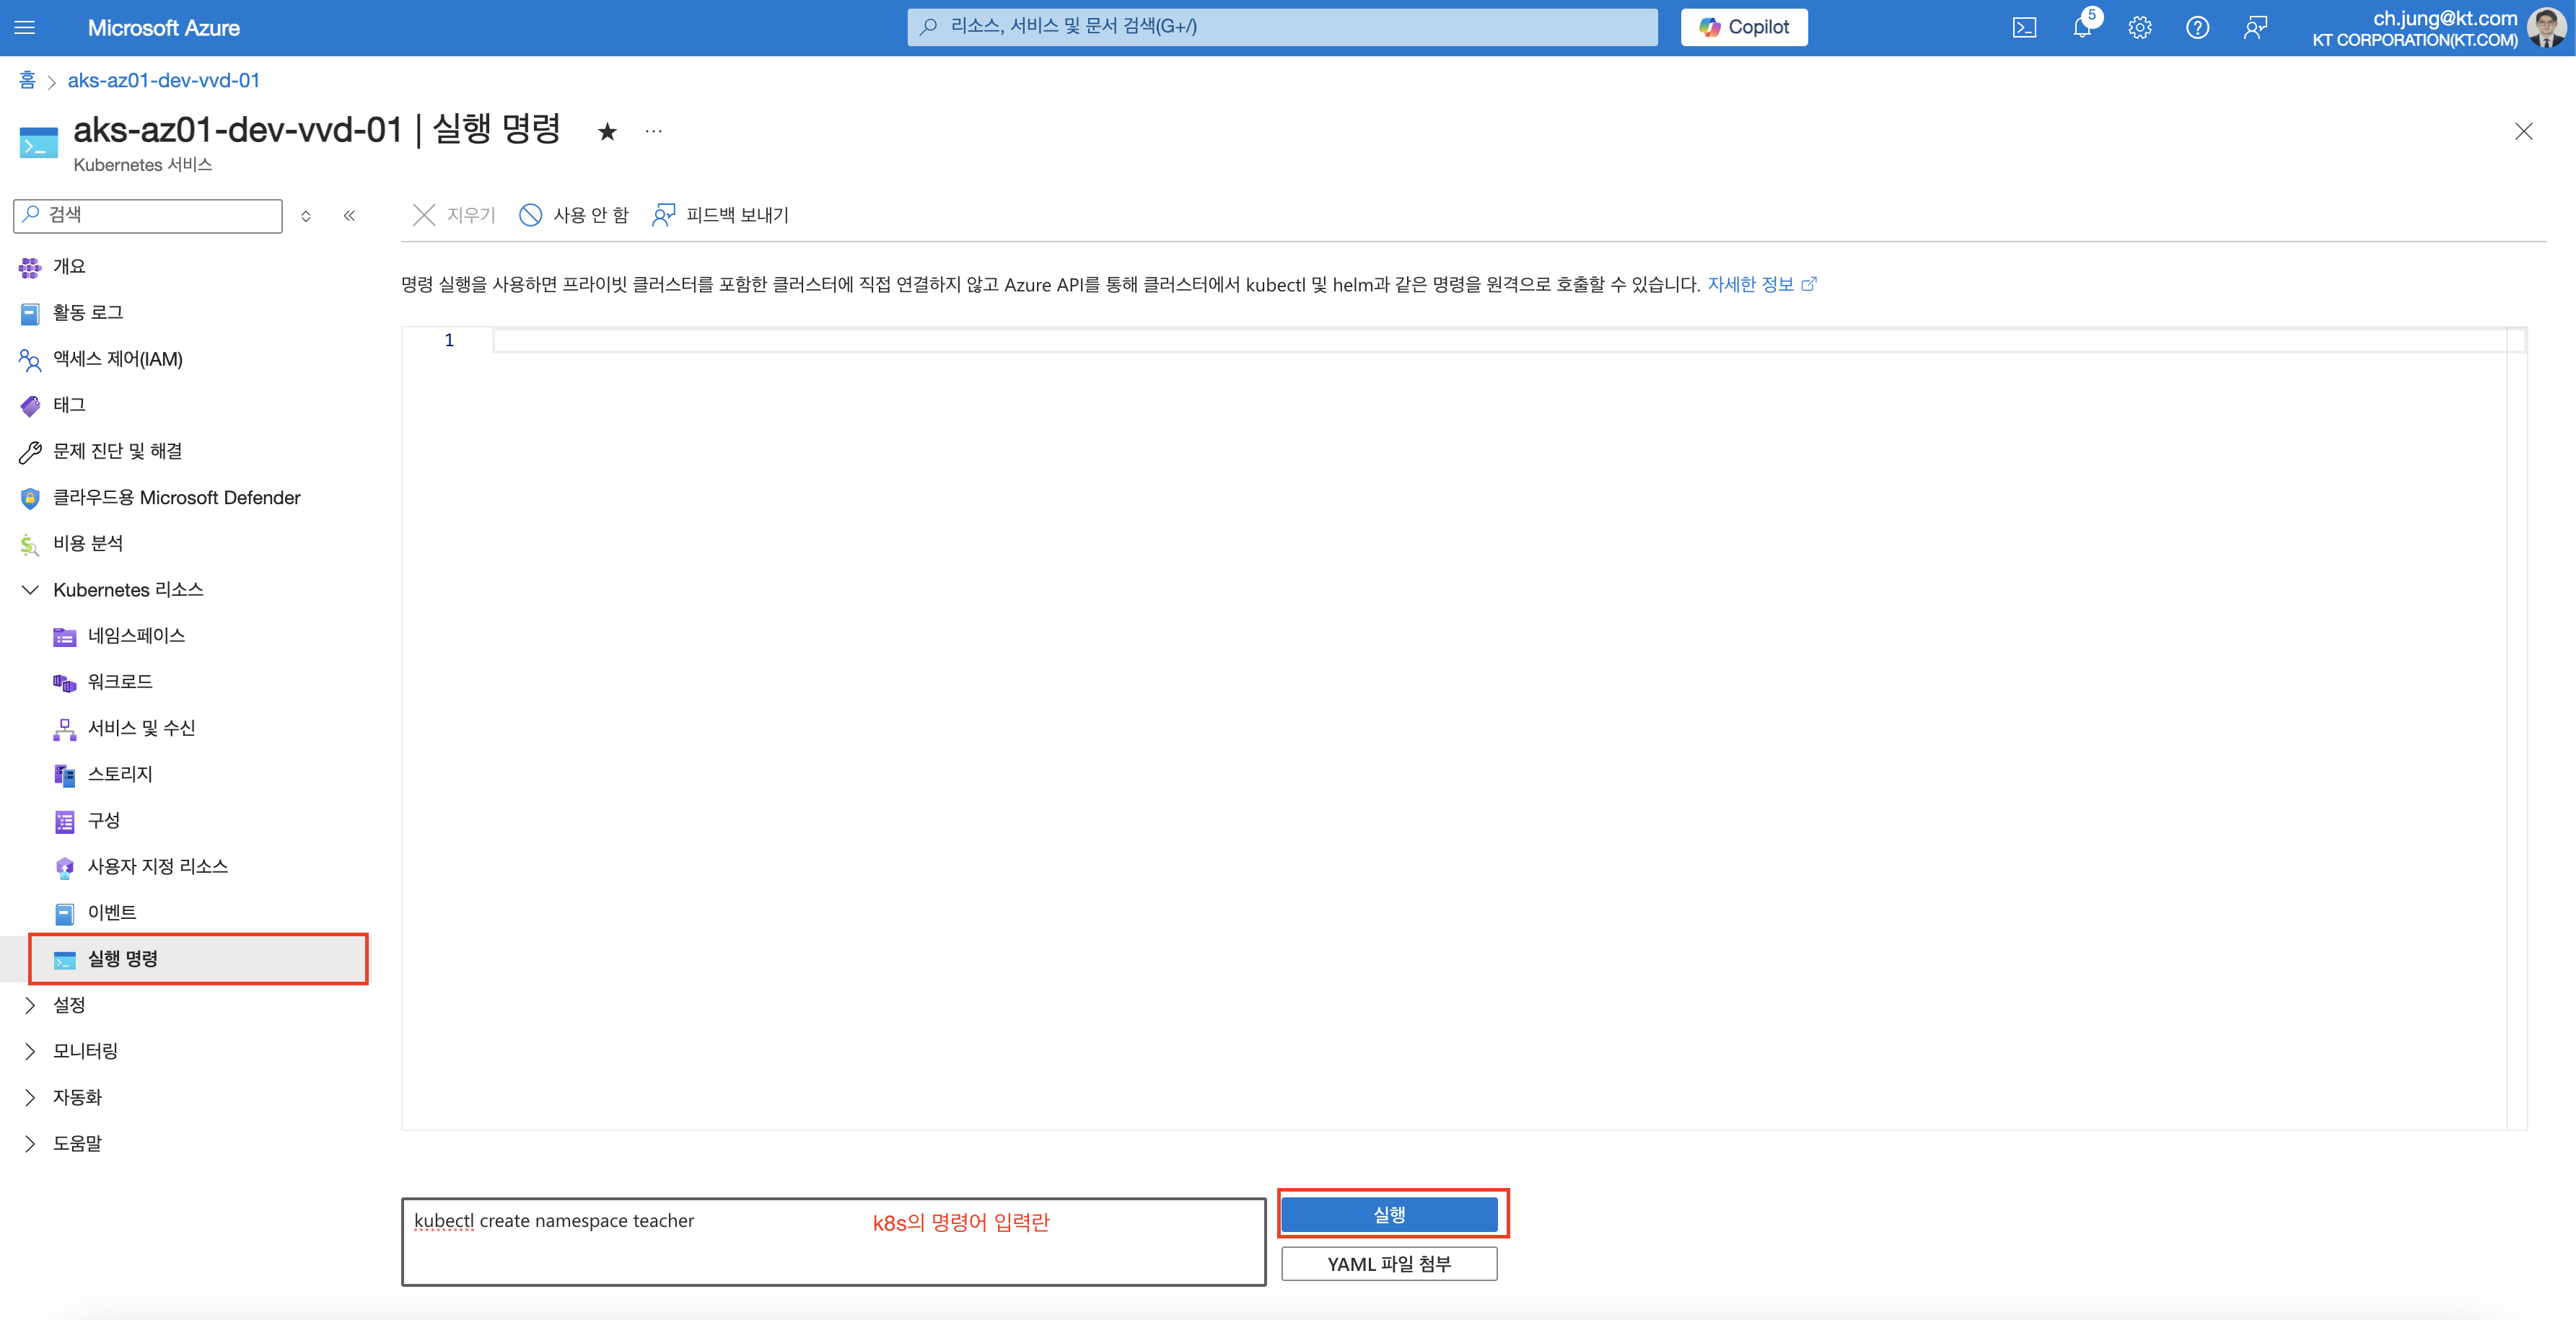 Microsoft Azure
리소스, 서비스 및 문서 검색(G+/)
Copilot
5
ch.jung@kt.com
KT CORPORATION(KT.COM)
홈
aks-az01-dev-vvd-01
aks-az01-dev-vvd-01 | 실행 명령
Kubernetes 서비스
검색
지우기
사용 안 함
피드백 보내기
개요
활동 로그
액세스 제어(IAM)
태그
문제 진단 및 해결
클라우드용 Microsoft Defender
비용 분석
Kubernetes 리소스
네임스페이스
워크로드
서비스 및 수신
스토리지
구성
사용자 지정 리소스
이벤트
실행 명령
설정
모니터링
자동화
도움말
명령 실행을 사용하면 프라이빗 클러스터를 포함한 클러스터에 직접 연결하지 않고 Azure API를 통해 클러스터에서 kubectl 및 helm과 같은 명령을 원격으로 호출할 수 있습니다. 자세한 정보
1
kubectl create namespace teacher
k8s의 명령어 입력란
실행
YAML 파일 첨부